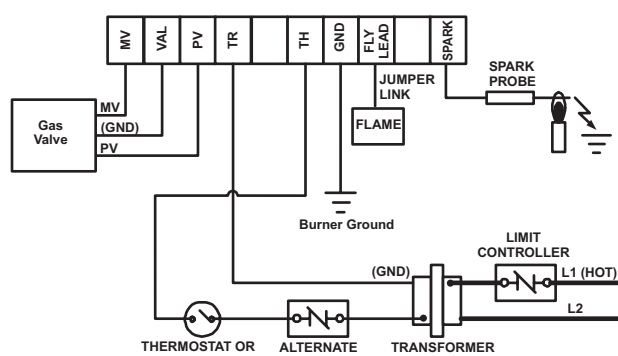 MV
VAL
PV
TR
TH
GND
FLY
LEAD
SPARK
JUMPER
LINK
SPARK
PROBE
Gas
Valve
MV
(GND)
PV
FLAME
Burner Ground
LIMIT
CONTROLLER
(GND)
L1 (HOT)
L2
THERMOSTAT OR
ALTERNATE
TRANSFORMER